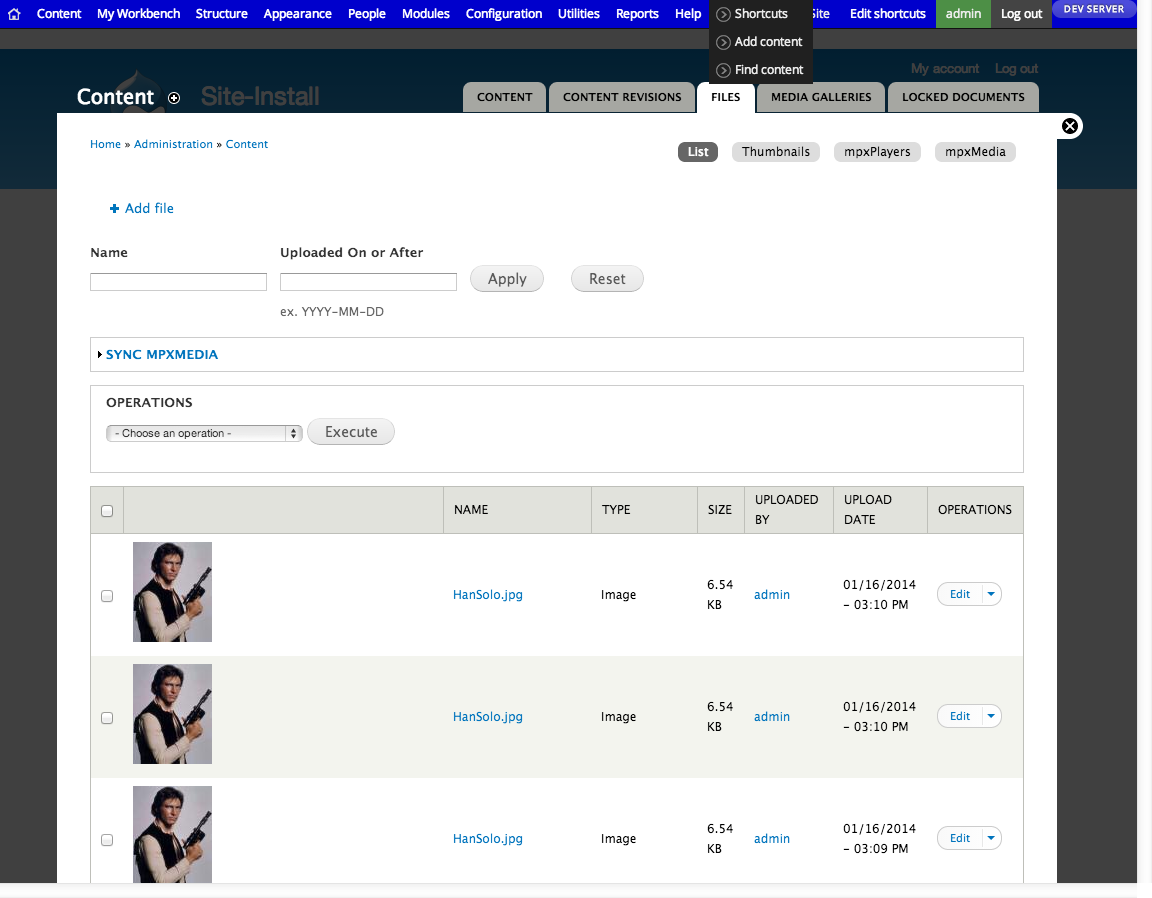 Content My Workbench Structure Appearance People Modules Configuration Utilities Reports Help Shortcuts Site Edit shortcuts admin Log out DEV SERVER
Add content
Find content
My account Log out
Content Site-Install
CONTENT CONTENT REVISIONS FILES MEDIA GALLERIES LOCKED DOCUMENTS
Home » Administration » Content
List Thumbnails mpxPlayers mpxMedia
+ Add file
Name Uploaded On or After
Apply Reset
ex. YYYY-MM-DD
SYNC MPXMEDIA
OPERATIONS
- Choose an operation - Execute
NAME TYPE SIZE UPLOADED BY UPLOAD DATE OPERATIONS
HanSolo.jpg Image 6.54 KB admin 01/16/2014 - 03:10 PM Edit
HanSolo.jpg Image 6.54 KB admin 01/16/2014 - 03:10 PM Edit
HanSolo.jpg Image 6.54 KB admin 01/16/2014 - 03:09 PM Edit